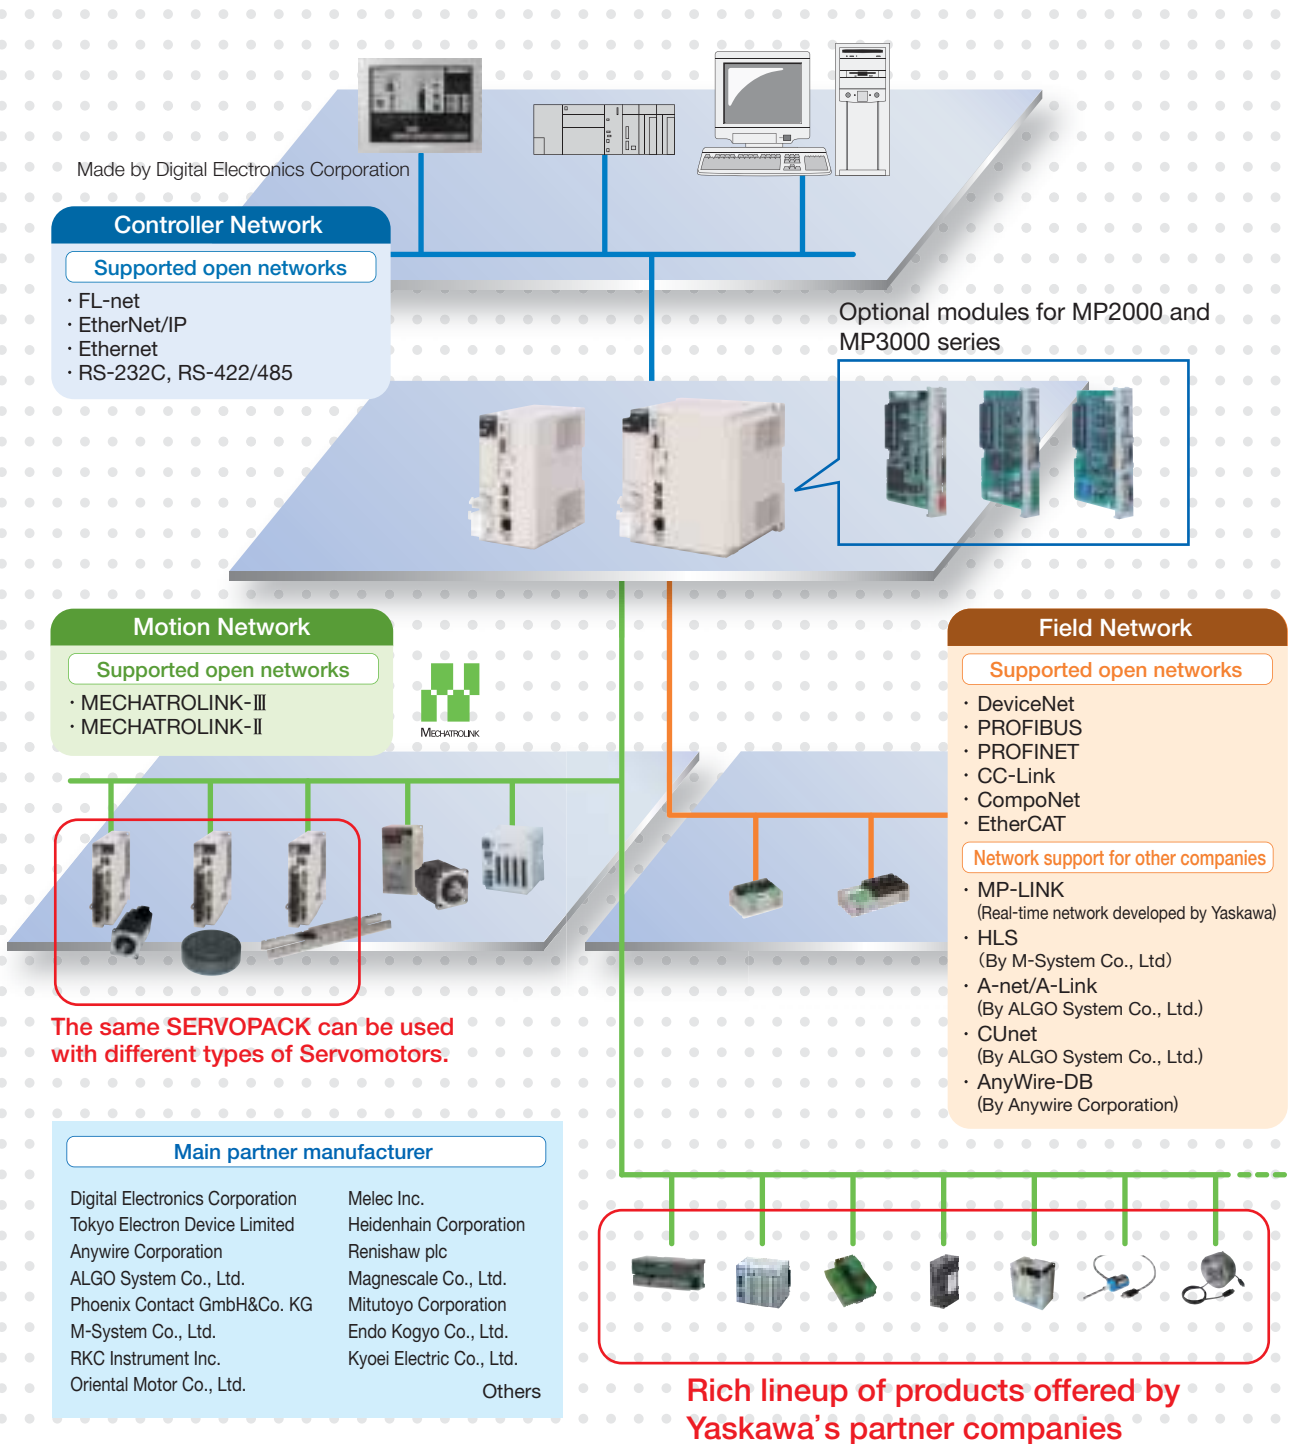 Made by Digital Electronics Corporation
Controller Network
Supported open networks
・FL-net
・EtherNet/IP
・Ethernet
・RS-232C, RS-422/485
Optional modules for MP2000 and
MP3000 series
Motion Network
Supported open networks
・MECHATROLINK-Ⅲ
・MECHATROLINK-Ⅱ
MECHATROLINK
Field Network
Supported open networks
・DeviceNet
・PROFIBUS
・PROFINET
・CC-Link
・CompoNet
・EtherCAT
Network support for other companies
・MP-LINK
(Real-time network developed by Yaskawa)
・HLS
（By M-System Co., Ltd）
・A-net/A-Link
(By ALGO System Co., Ltd.)
・CUnet
(By ALGO System Co., Ltd.)
・AnyWire-DB
(By Anywire Corporation)
The same SERVOPACK can be used
with different types of Servomotors.
Main partner manufacturer
Digital Electronics Corporation
Tokyo Electron Device Limited
Anywire Corporation
ALGO System Co., Ltd.
Phoenix Contact GmbH&Co. KG
M-System Co., Ltd.
RKC Instrument Inc.
Oriental Motor Co., Ltd.
Melec Inc.
Heidenhain Corporation
Renishaw plc
Magnescale Co., Ltd.
Mitutoyo Corporation
Endo Kogyo Co., Ltd.
Kyoei Electric Co., Ltd.
Others
Rich lineup of products offered by
Yaskawa’s partner companies